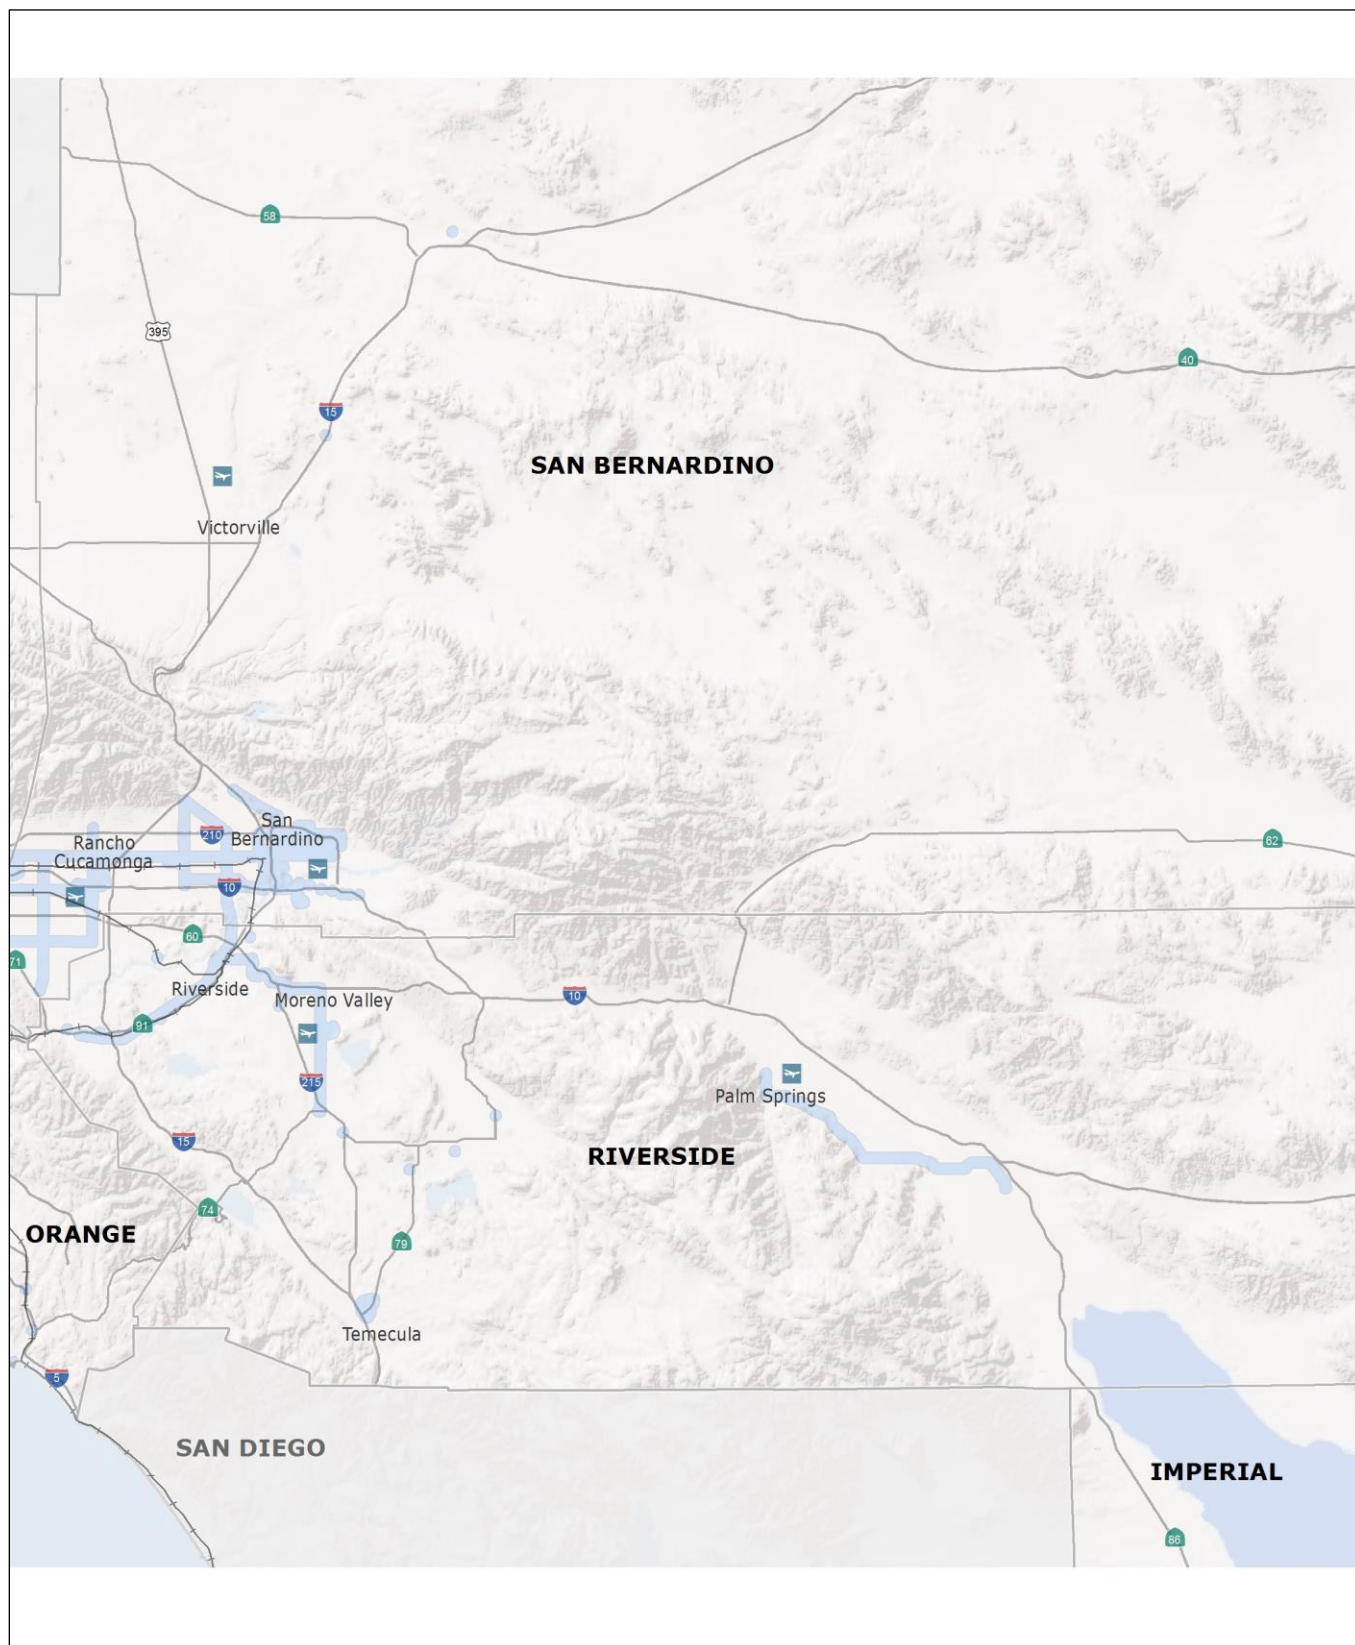 58
395
40
15
SAN BERNARDINO
Victorville
San
Bernardino
210
Rancho
Cucamonga
62
10
60
71
Riverside
Moreno Valley
10
91
215
Palm Springs
15
RIVERSIDE
74
ORANGE
79
Temecula
5
SAN DIEGO
IMPERIAL
86